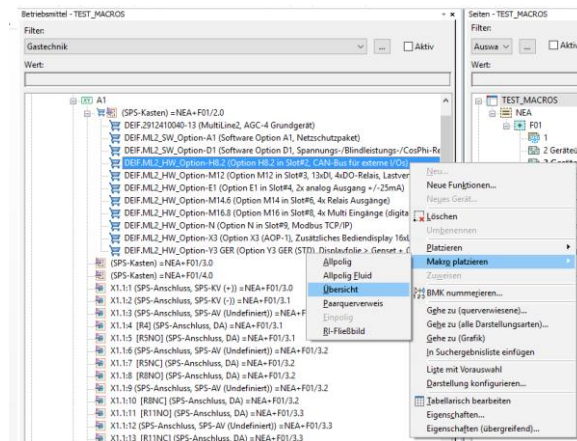 Betriebsmittel - TEST_MACROS
Filter:
Gastechnik
...
Aktiv
Wert:
A1
(SPS-Kasten) =NEA+F01/2.0
DEIF.2912410040-13 (MultiLine2, AGC-4 Grundgerät)
DEIF.ML2_SW_Option-A1 (Software Option A1, Netzschutzpaket)
DEIF.ML2_SW_Option-D1 (Software Option D1, Spannungs-/Blindleistungs-/CosPhi-Re
DEIF.ML2_HW_Option-H8.2 (Option H8.2 in Slot#2, CAN-Bus für externe I/Os)
DEIF.ML2_HW_Option-M12 (Option M12 in Slot#3, 13xDI, 4xDO-Relais, Lastver
DEIF.ML2_HW_Option-E1 (Option E1 in Slot#4, 2x analog Ausgang +/-25mA)
DEIF.ML2_HW_Option-M14.6 (Option M14 in Slot#6, 4x Relais Ausgänge)
DEIF.ML2_HW_Option-M16.8 (Option M16 in Slot#8, 4x Multi Eingänge (digita
DEIF.ML2_HW_Option-N (Option N in Slot#9, Modbus TCP/IP)
DEIF.ML2_HW_Option-X3 (Option X3 (AOP-1), Zusätzliches Bediendisplay 16xL
DEIF.ML2_HW_Option-Y3 GER (Option Y3 GER (STD), Displayfolie > Genset +
(SPS-Kasten) =NEA+F01/3.0
(SPS-Kasten) =NEA+F01/4.0
X1.1:1 (SPS-Anschluss, SPS-KV (+)) =NEA+F01/3.0
X1.1:2 (SPS-Anschluss, SPS-KV (-)) =NEA+F01/3.1
X1.1:3 (SPS-Anschluss, SPS-AV (Undefiniert)) =NEA+F
X1.1:4 [R4] (SPS-Anschluss, DA) =NEA+F01/3.1
X1.1:5 [R5NO] (SPS-Anschluss, DA) =NEA+F01/3.2
X1.1:7 [R5NC] (SPS-Anschluss, DA) =NEA+F01/3.2
X1.1:8 [R8NO] (SPS-Anschluss, DA) =NEA+F01/3.2
X1.1:9 (SPS-Anschluss, SPS-AV (Undefiniert)) =NEA+F01/3.2
X1.1:10 [R8NC] (SPS-Anschluss, DA) =NEA+F01/3.2
X1.1:11 [R11NO] (SPS-Anschluss, DA) =NEA+F01/3.3
X1.1:12 (SPS-Anschluss, SPS-AV (Undefiniert)) =NEA+F01/3.3
X1.1:13 [R11NC] (SPS-Anschluss, DA) =NEA+F01/3.3
Allpolig
Allpolig Fluid
Übersicht
Paarquerverweis
Einpolig
RI-Fließbild
Neu...
Neue Funktionen...
Neues Gerät...
Löschen
Umbenennen
Platzieren
Makro platzieren
Zuweisen
BMK nummerieren...
Gehe zu (querverwiesene)...
Gehe zu (alle Darstellungsarten)...
Gehe zu (Grafik)
In Suchergebnisliste einfügen
Liste mit Vorauswahl
Darstellung konfigurieren...
Tabellarisch bearbeiten
Eigenschaften...
Eigenschaften (übergreifend)...
Seiten - TEST_MACROS
Filter:
Auswa
...
Aktiv
Wert:
TEST_MACROS
NEA
F01
1
2 Geräteü